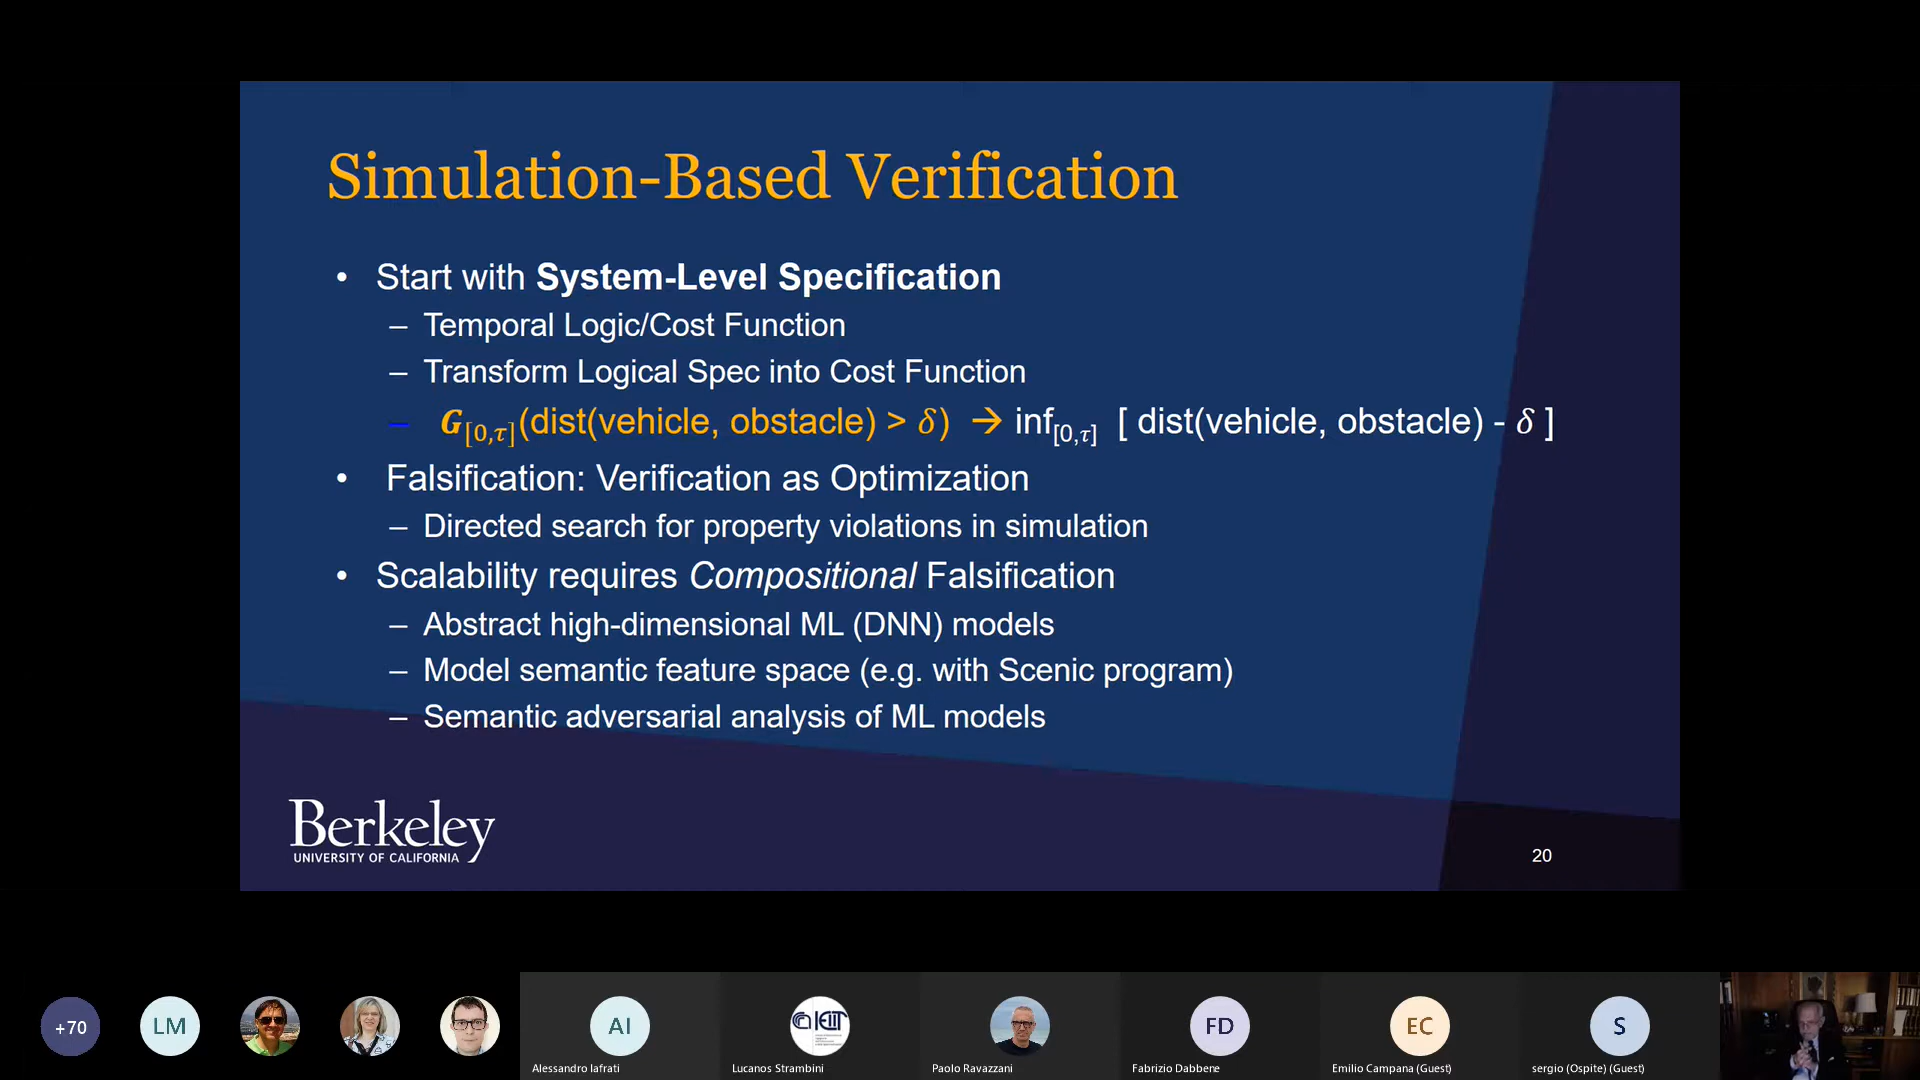 Simulation-Based Verification
• Start with System-Level Specification
– Temporal Logic/Cost Function
– Transform Logical Spec into Cost Function
– G[0,τ](dist(vehicle, obstacle) > δ) → inf[0,τ] [ dist(vehicle, obstacle) - δ ]
• Falsification: Verification as Optimization
– Directed search for property violations in simulation
• Scalability requires Compositional Falsification
– Abstract high-dimensional ML (DNN) models
– Model semantic feature space (e.g. with Scenic program)
– Semantic adversarial analysis of ML models
Berkeley
UNIVERSITY OF CALIFORNIA
20
+70
LM
AI
FD
EC
S
Alessandro Iafrati
Lucanos Strambini
Paolo Ravazzani
Fabrizio Dabbene
Emilio Campana (Guest)
sergio (Ospite) (Guest)